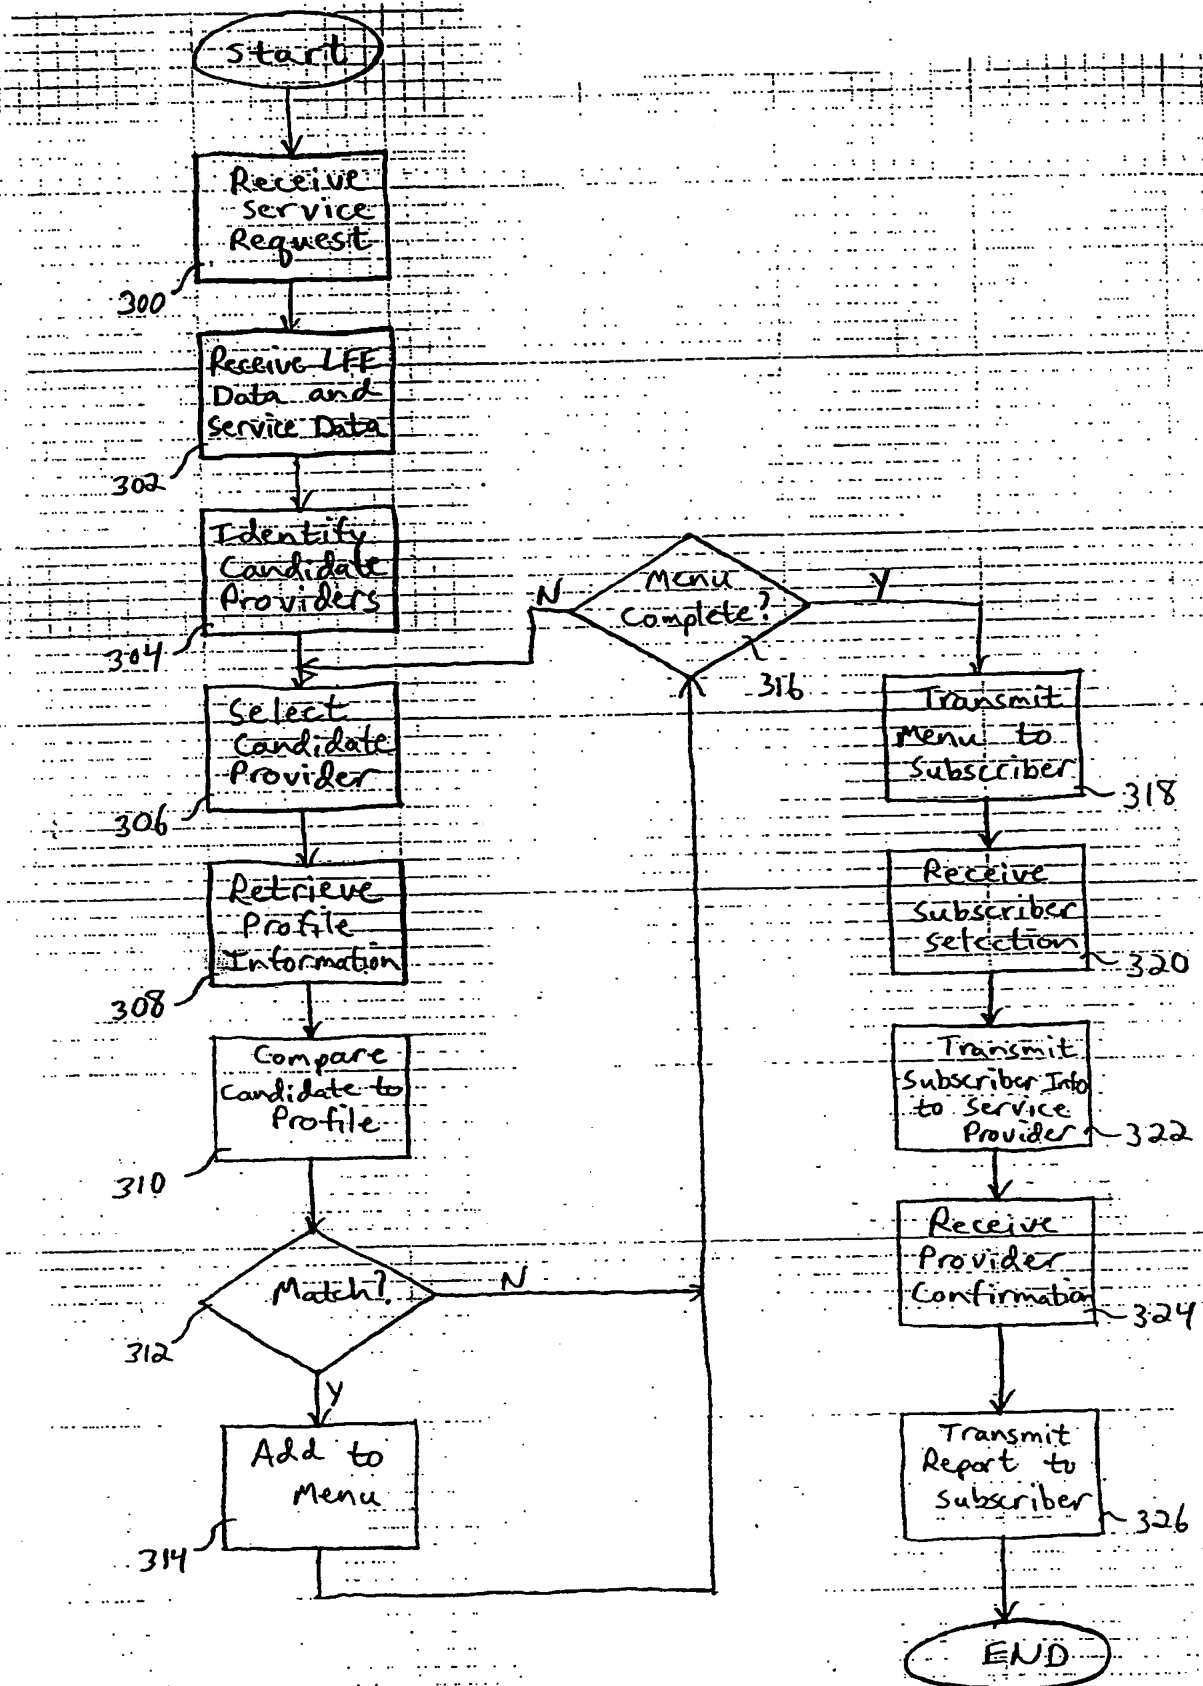 Start
Receive
Service
Request
300
Receive LFE
Data and
Service Data
302
Identify
Candidate
Providers
304
Select
Candidate
Provider
306
Retrieve
Profile
Information
308
Compare
Candidate to
Profile
310
Match?
N
312
Y
Add to
Menu
314
Menu
Complete?
N
Y
316
Transmit
Menu to
Subscriber
318
Receive
Subscriber
selection
320
Transmit
Subscriber Info
to Service
Provider
322
Receive
Provider
Confirmation
324
Transmit
Report to
Subscriber
326
END